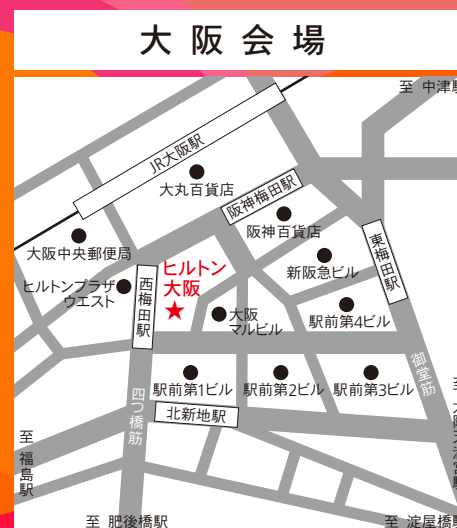 大阪会場
至 中津駅
JR大阪駅
大丸百貨店
阪神梅田駅
阪神百貨店
東梅田駅
大阪中央郵便局
ヒルトン
大阪
新阪急ビル
ヒルトンプラザ
ウエスト
西梅田駅
大阪
マルビル
駅前第4ビル
御堂筋
駅前第1ビル
駅前第2ビル
駅前第3ビル
四つ橋筋
北新地駅
至 福島駅
至 肥後橋駅
至 淀屋橋駅